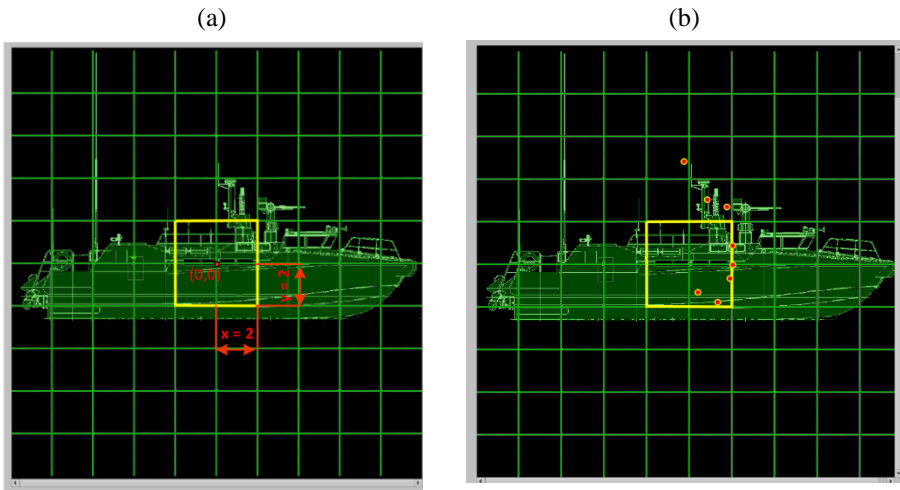 (a)
(b)
(0,0)
y = 2
x = 2